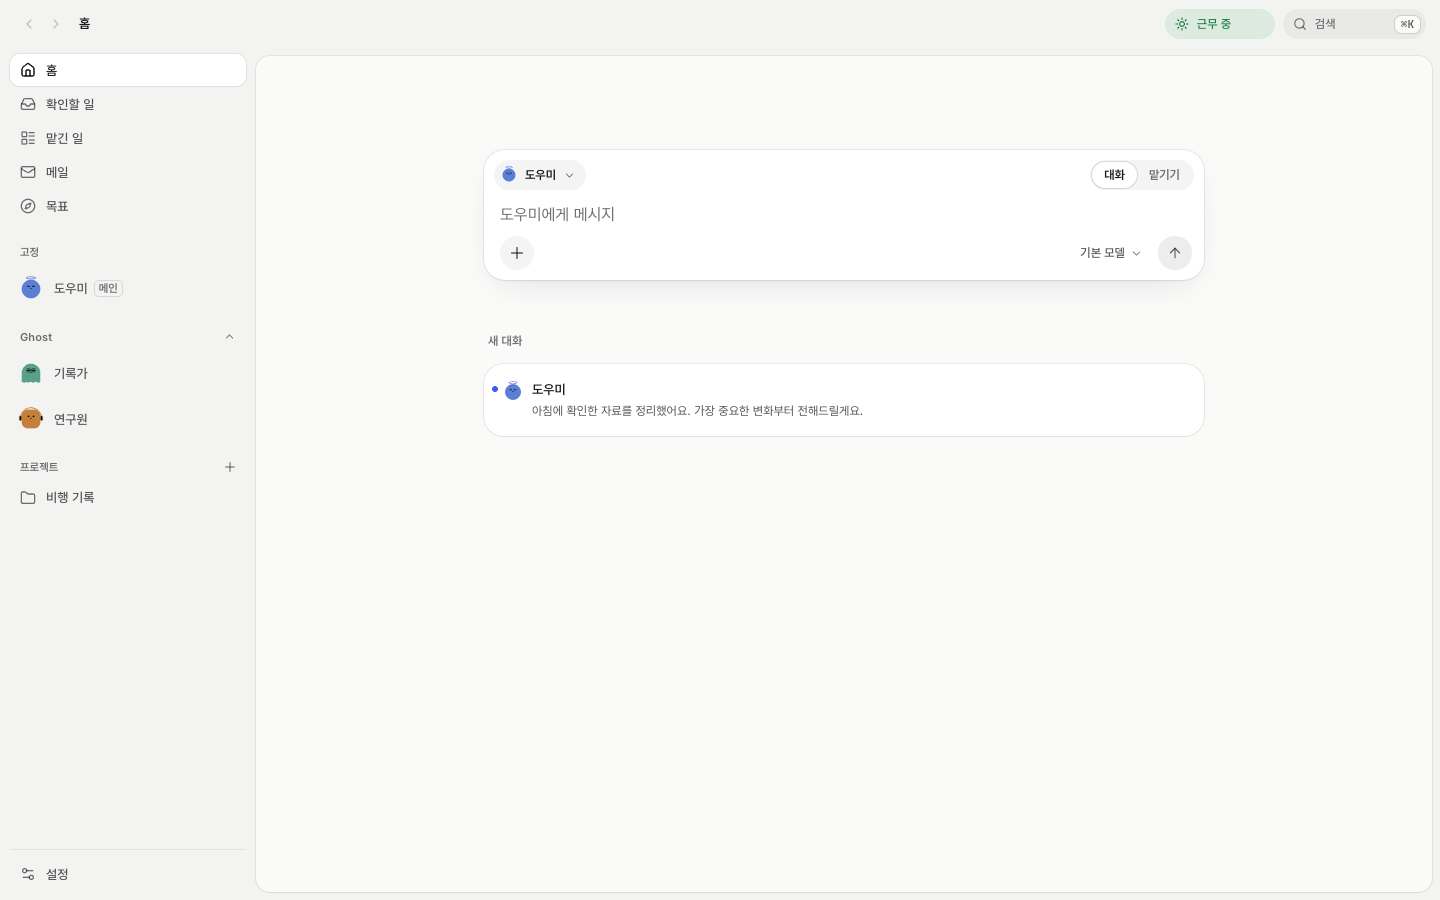 홈
근무 중
검색
⌘K
홈
확인할 일
맡긴 일
메일
목표
고정
도우미 메인
Ghost
기록가
연구원
프로젝트
비행 기록
설정
도우미
대화
맡기기
도우미에게 메시지
기본 모델
새 대화
도우미
아침에 확인한 자료를 정리했어요. 가장 중요한 변화부터 전해드릴게요.